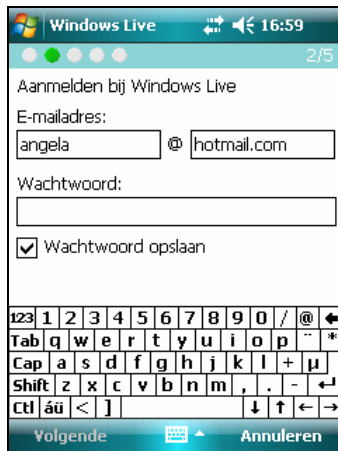 Windows Live 16:59
2/5
Aanmelden bij Windows Live
E-mailadres:
angela @ hotmail.com
Wachtwoord:
Wachtwoord opslaan
123 1 2 3 4 5 6 7 8 9 0 / @ ←
Tab q w e r t y u i o p ¨ *
Cap a s d f g h j k l + µ
Shift z x c v b n m , . - ↵
Ctl áü < ] ↓ ↑ ← →
Volgende Annuleren